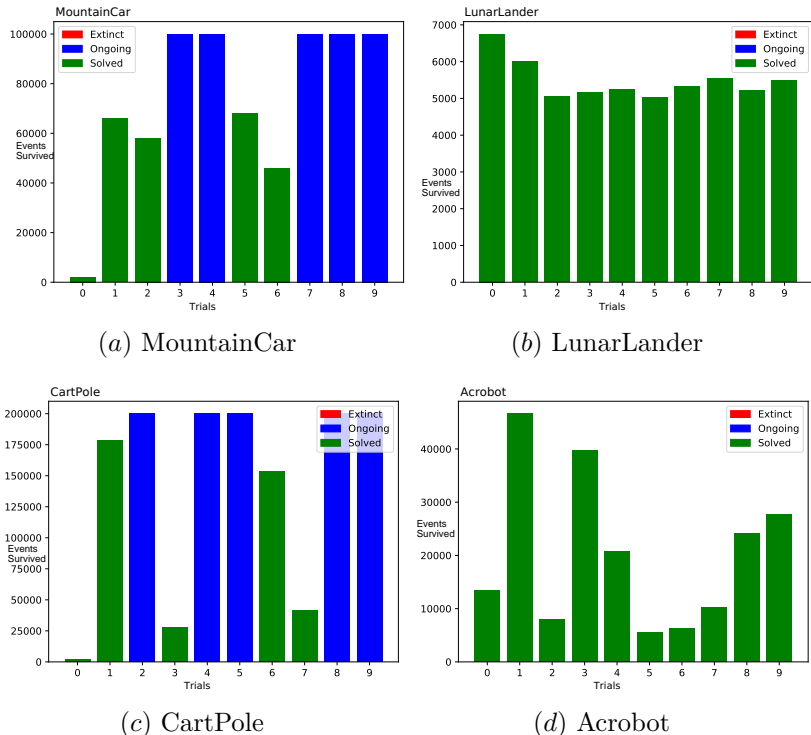 MountainCar
Extinct
Ongoing
Solved
100000
80000
60000
40000
20000
0
Events
Survived
0 1 2 3 4 5 6 7 8 9
Trials
(a) MountainCar
LunarLander
Extinct
Ongoing
Solved
7000
6000
5000
4000
3000
2000
1000
0
Events
Survived
0 1 2 3 4 5 6 7 8 9
Trials
(b) LunarLander
CartPole
Extinct
Ongoing
Solved
200000
175000
150000
125000
100000
75000
50000
25000
0
Events
Survived
0 1 2 3 4 5 6 7 8 9
Trials
(c) CartPole
Acrobot
Extinct
Ongoing
Solved
40000
30000
20000
10000
0
Events
Survived
0 1 2 3 4 5 6 7 8 9
Trials
(d) Acrobot